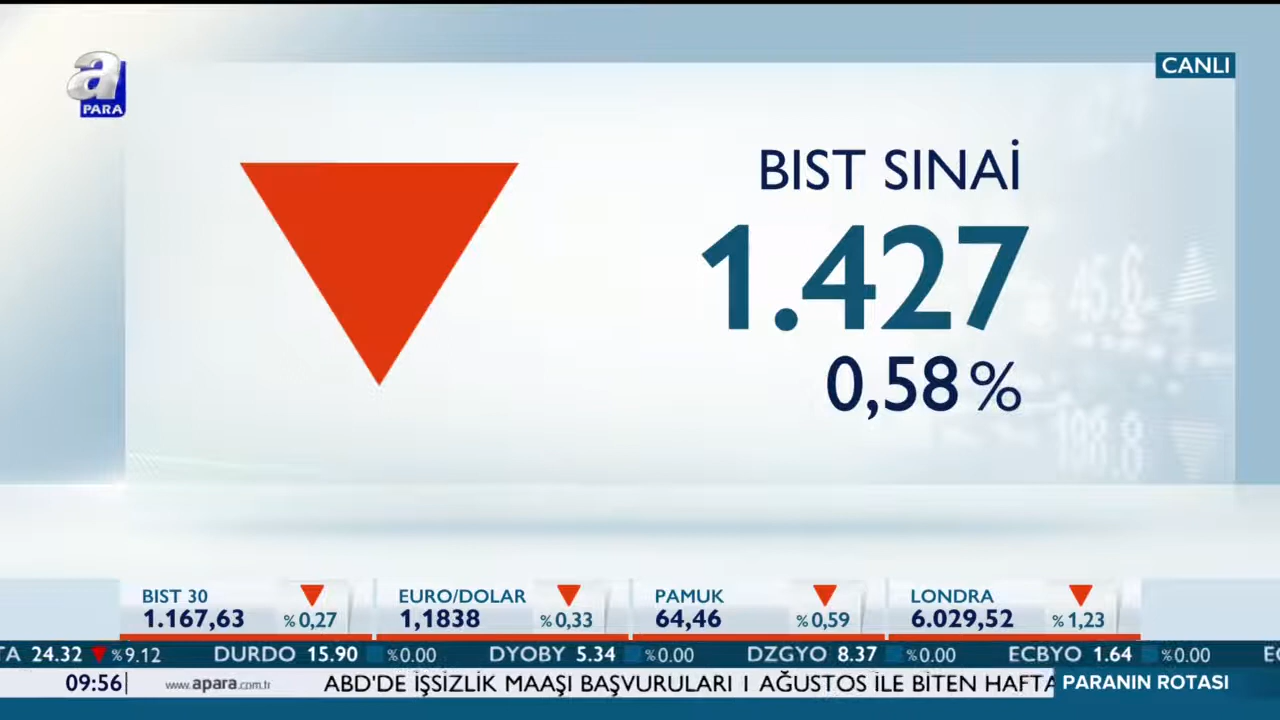 a
PARA
CANLI
BIST SINAİ
1.427
0,58%
45.6
198.8
BIST 30
1.167,63 %0,27
EURO/DOLAR
1,1838 %0,33
PAMUK
64,46 %0,59
LONDRA
6.029,52 %1,23
TA 24.32 %9.12 DURDO 15.90 %0.00 DYOBY 5.34 %0.00 DZGYO 8.37 %0.00 ECBYO 1.64 %0.00
09:56 www.apara.com.tr ABD'DE İŞSİZLİK MAAŞI BAŞVURULARI 1 AĞUSTOS İLE BİTEN HAFTA PARANIN ROTASI